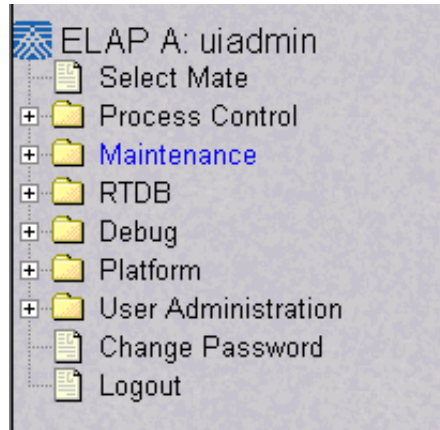 ELAP A: uiadmin
Select Mate
Process Control
Maintenance
RTDB
Debug
Platform
User Administration
Change Password
Logout